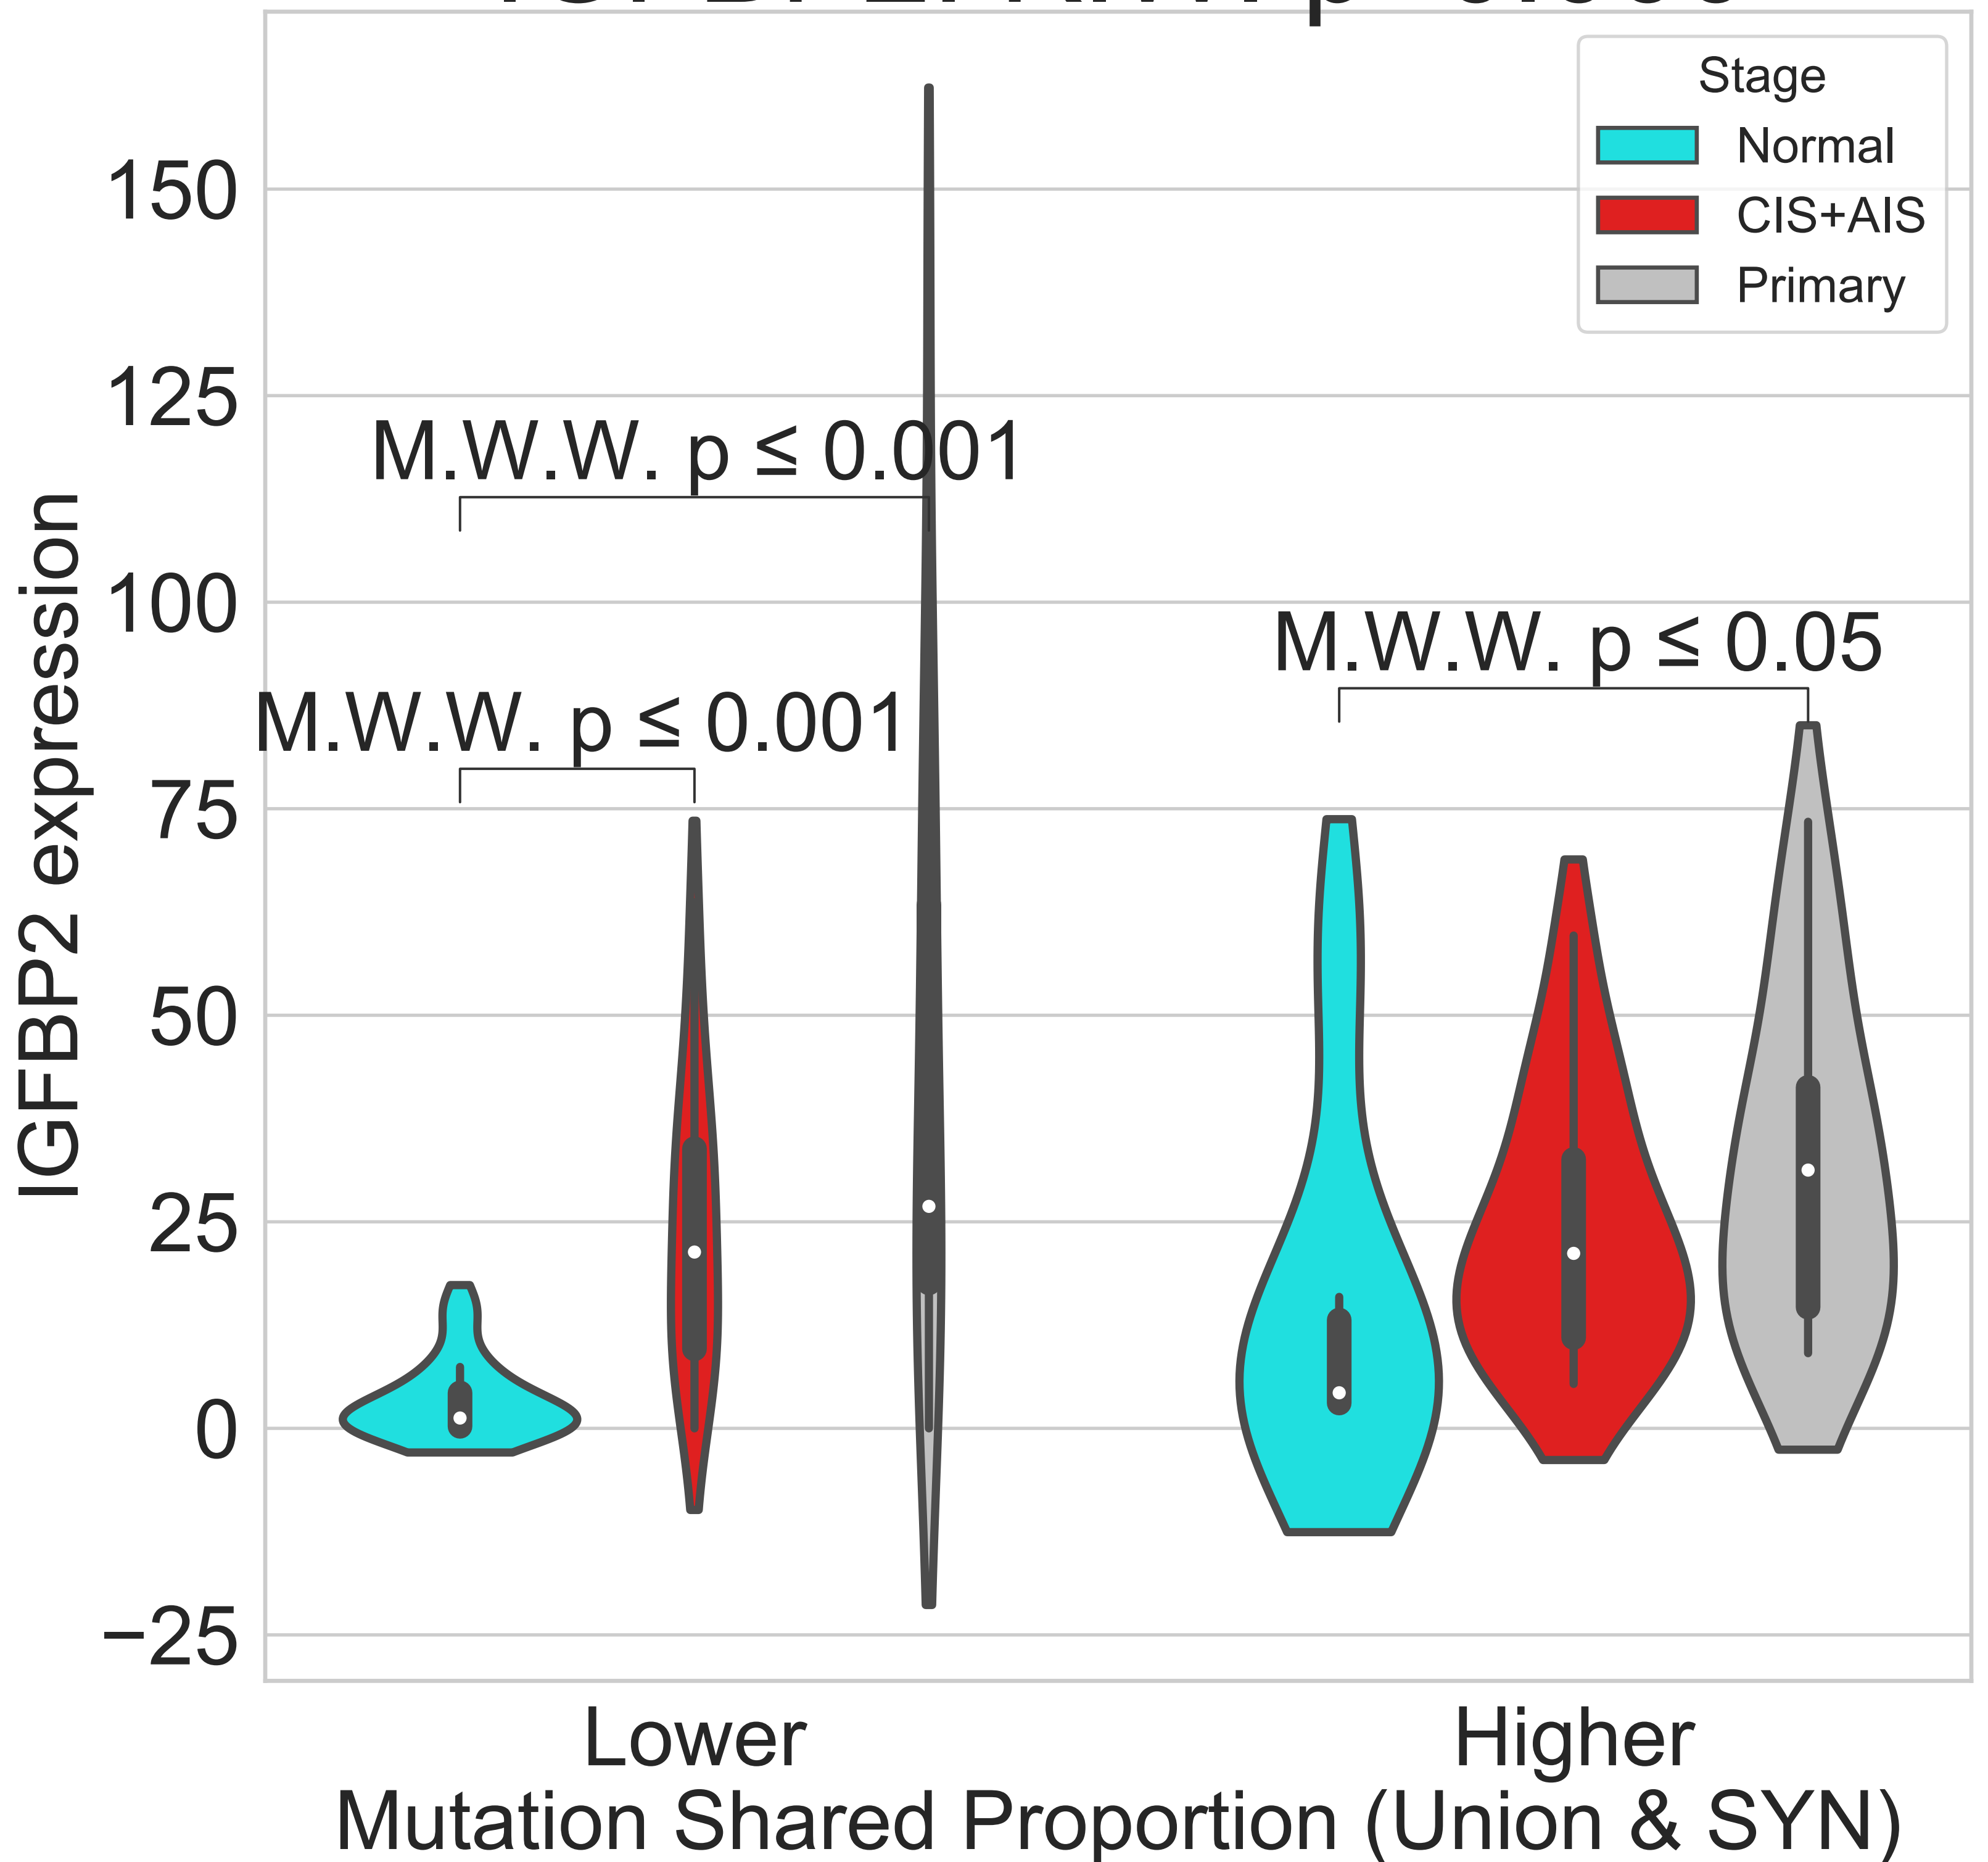 Stage
Normal
CIS+AIS
Primary
150
125
100
75
50
25
0
−25
IGFBP2 expression
M.W.W. p ≤ 0.001
M.W.W. p ≤ 0.001
M.W.W. p ≤ 0.05
Lower
Higher
Mutation Shared Proportion (Union & SYN)